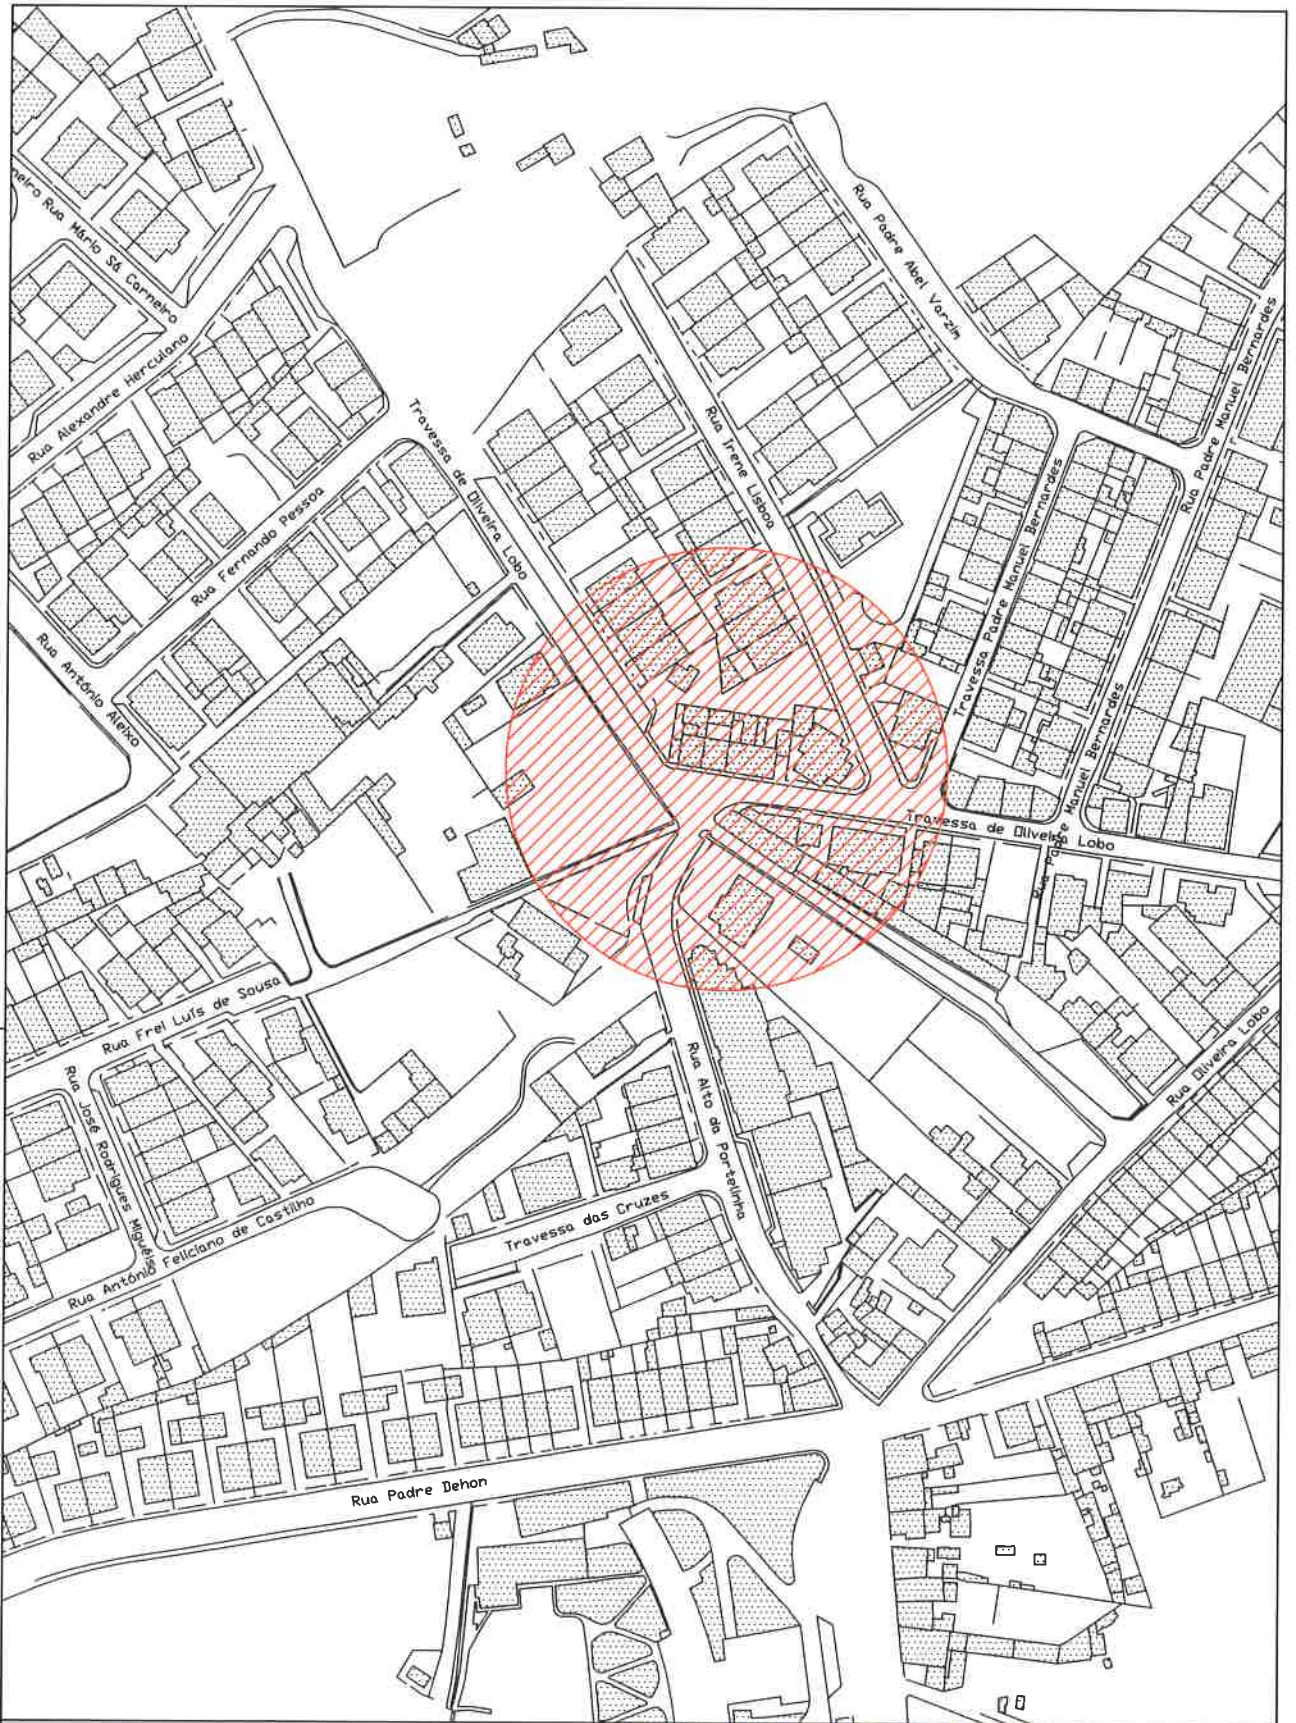 neiro
Rua Mário Sá Carneiro
Rua Padre Abel Varzim
Rua Alexandre Herculano
Rua Padre Manuel Bernardes
Travessa de Oliveira Lobo
Rua Irene Lisboa
Rua Fernando Pessoa
Travessa Padre Manuel Bernardes
Rua António Aleixo
Rua Padre Manuel Bernardes
Travessa de Oliveira Lobo
Rua Frei Luís de Sousa
Rua Oliveira Lobo
Rua José Rodrigues Miguéis
Rua Alto da Portelinha
Travessa das Cruzes
Rua António Feliciano de Castilho
Rua Padre Dehon